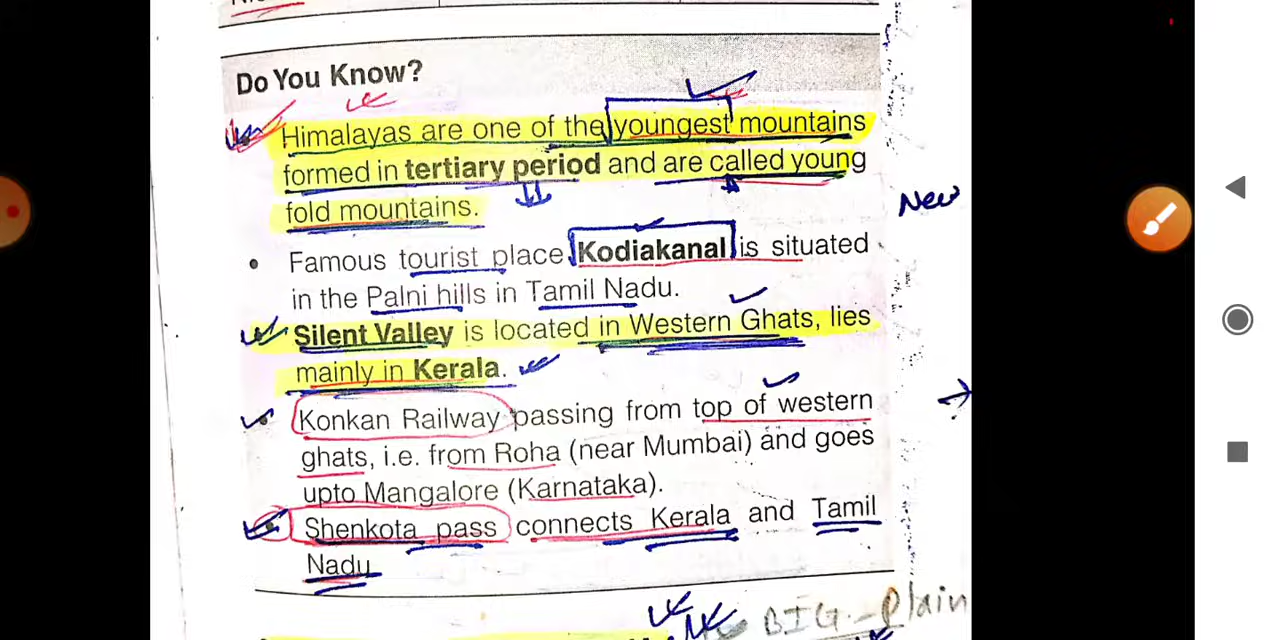 Do You Know?
Himalayas are one of the youngest mountains
formed in tertiary period and are called young
fold mountains.
New
• Famous tourist place Kodiakanal is situated
in the Palni hills in Tamil Nadu.
Silent Valley is located in Western Ghats, lies
mainly in Kerala.
• Konkan Railway passing from top of western
ghats, i.e. from Roha (near Mumbai) and goes
upto Mangalore (Karnataka).
• Shenkota pass connects Kerala and Tamil
Nadu
BIG - Plain